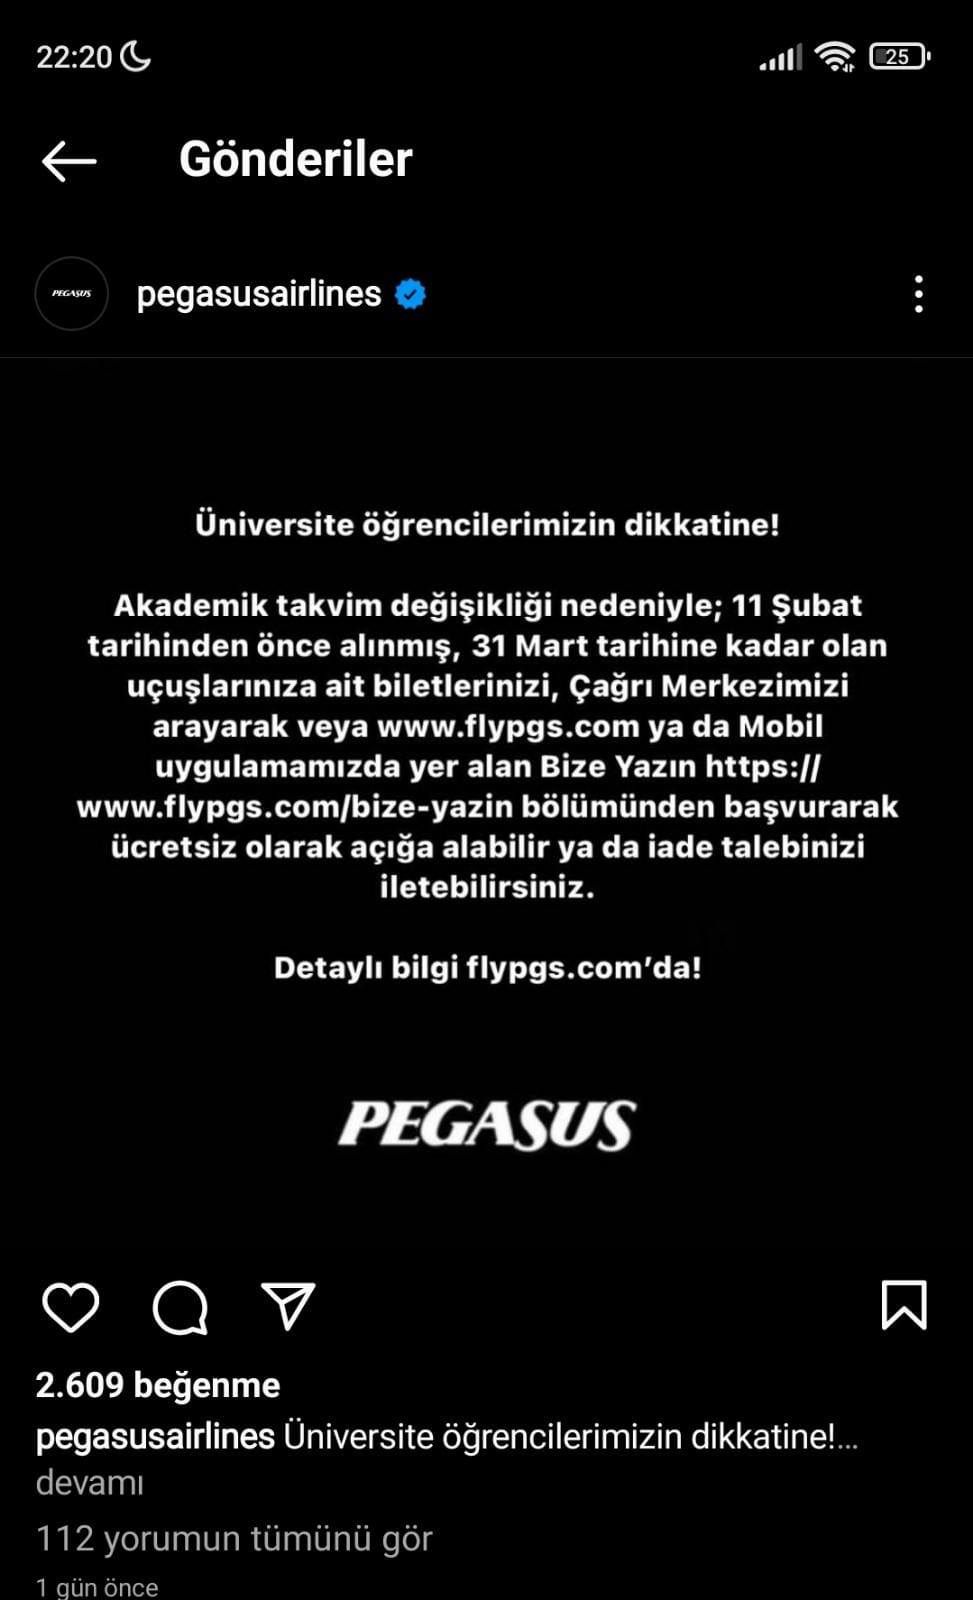 22:20
25
Gönderiler
PEGASUS
pegasusairlines
Üniversite öğrencilerimizin dikkatine!
Akademik takvim değişikliği nedeniyle; 11 Şubat
tarihinden önce alınmış, 31 Mart tarihine kadar olan
uçuşlarınıza ait biletlerinizi, Çağrı Merkezimizi
arayarak veya www.flypgs.com ya da Mobil
uygulamamızda yer alan Bize Yazın https://
www.flypgs.com/bize-yazin bölümünden başvurarak
ücretsiz olarak açığa alabilir ya da iade talebinizi
iletebilirsiniz.
Detaylı bilgi flypgs.com’da!
PEGASUS
2.609 beğenme
pegasusairlines Üniversite öğrencilerimizin dikkatine!...
devamı
112 yorumun tümünü gör
1 gün önce